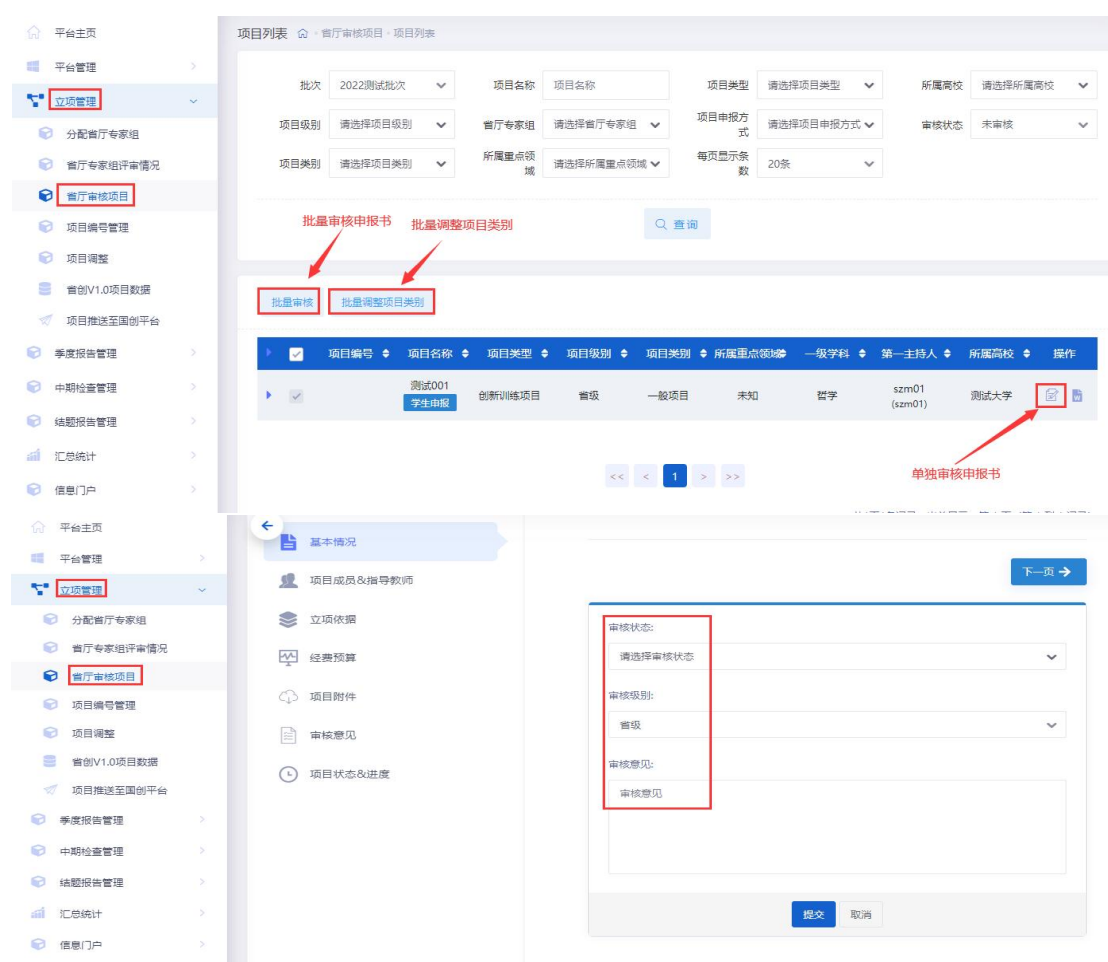 平台主页
平台管理
立项管理
分配省厅专家组
省厅专家组评审情况
省厅审核项目
项目编号管理
项目调整
省创V1.0项目数据
项目推送至国创平台
季度报告管理
中期检查管理
结题报告管理
汇总统计
信息门户
项目列表 · 省厅审核项目 · 项目列表
批次 2022测试批次 项目名称 项目名称 项目类型 请选择项目类型 所属高校 请选择所属高校
项目级别 请选择项目级别 省厅专家组 请选择省厅专家组 项目申报方式 请选择项目申报方式 审核状态 未审核
项目类别 请选择项目类别 所属重点领域 请选择所属重点领域 每页显示条数 20条
批量审核申报书 批量调整项目类别
查询
批量审核 批量调整项目类别
项目编号 项目名称 项目类型 项目级别 项目类别 所属重点领域 一级学科 第一主持人 所属高校 操作
测试001
学生申报 创新训练项目 省级 一般项目 未知 哲学 szm01 (szm01) 测试大学
<< < 1 > >>
单独审核申报书
平台主页
平台管理
立项管理
分配省厅专家组
省厅专家组评审情况
省厅审核项目
项目编号管理
项目调整
省创V1.0项目数据
项目推送至国创平台
季度报告管理
中期检查管理
结题报告管理
汇总统计
信息门户
基本情况
项目成员&指导教师
立项依据
经费预算
项目附件
审核意见
项目状态&进度
下一页
审核状态:
请选择审核状态
审核级别:
省级
审核意见:
审核意见
提交 取消